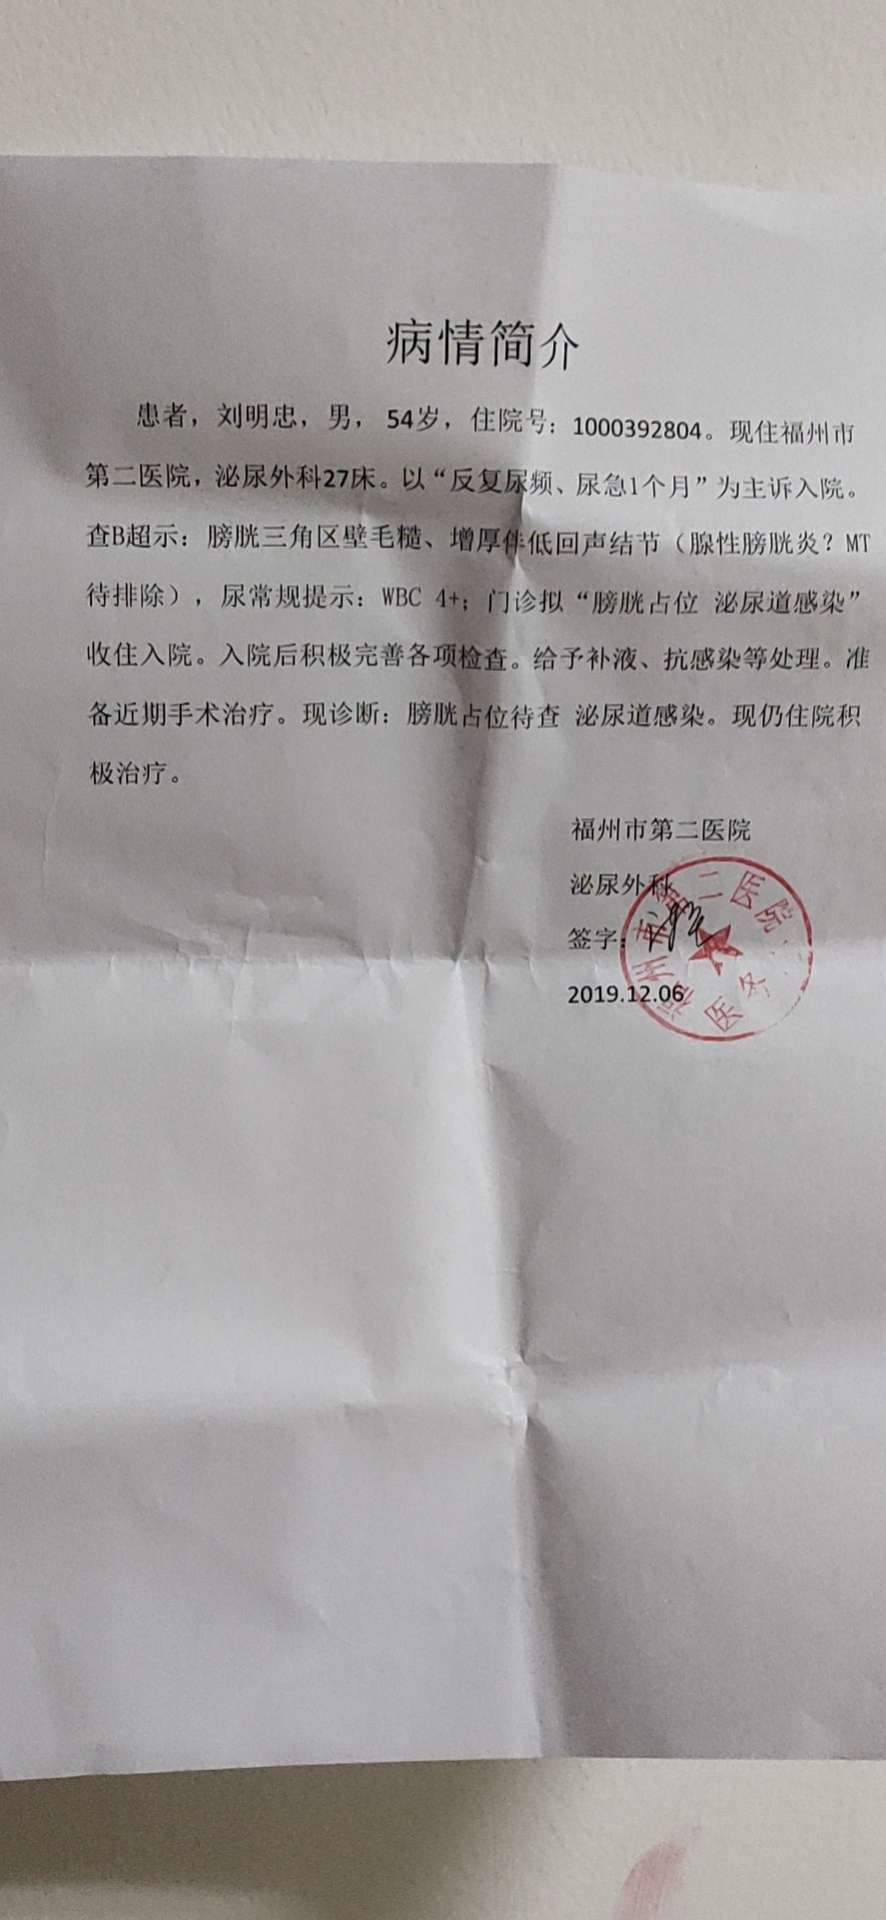 病情简介
患者，刘明忠，男， 54岁，住院号：1000392804。现住福州市
第二医院，泌尿外科27床。以“反复尿频、尿急1个月”为主诉入院。
查B超示：膀胱三角区壁毛糙、增厚伴低回声结节（腺性膀胱炎？MT
待排除），尿常规提示：WBC 4+；门诊拟“膀胱占位 泌尿道感染”
收住入院。入院后积极完善各项检查。给予补液、抗感染等处理。准
备近期手术治疗。现诊断：膀胱占位待查 泌尿道感染。现仍住院积
极治疗。
福州市第二医院
泌尿外科
签字：
2019.12.06
福州市第二医院
医务